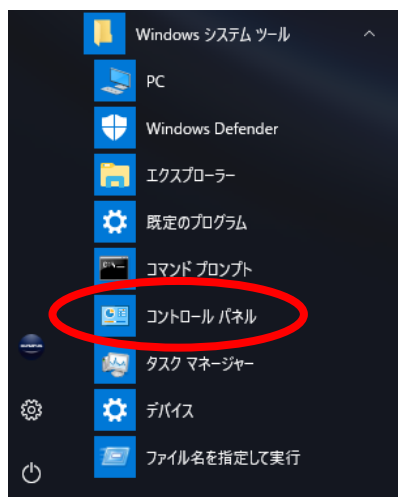 Windows システム ツール
PC
Windows Defender
エクスプローラー
既定のプログラム
コマンド プロンプト
コントロール パネル
タスク マネージャー
デバイス
ファイル名を指定して実行